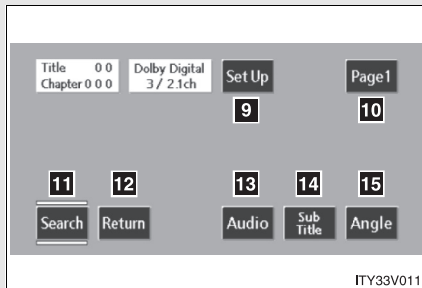 Title 0 0
Chapter 0 0 0
Dolby Digital
3 / 2.1ch
Set Up
Page1
9
10
11
12
13
14
15
Search
Return
Audio
Sub
Title
Angle
ITY33V011